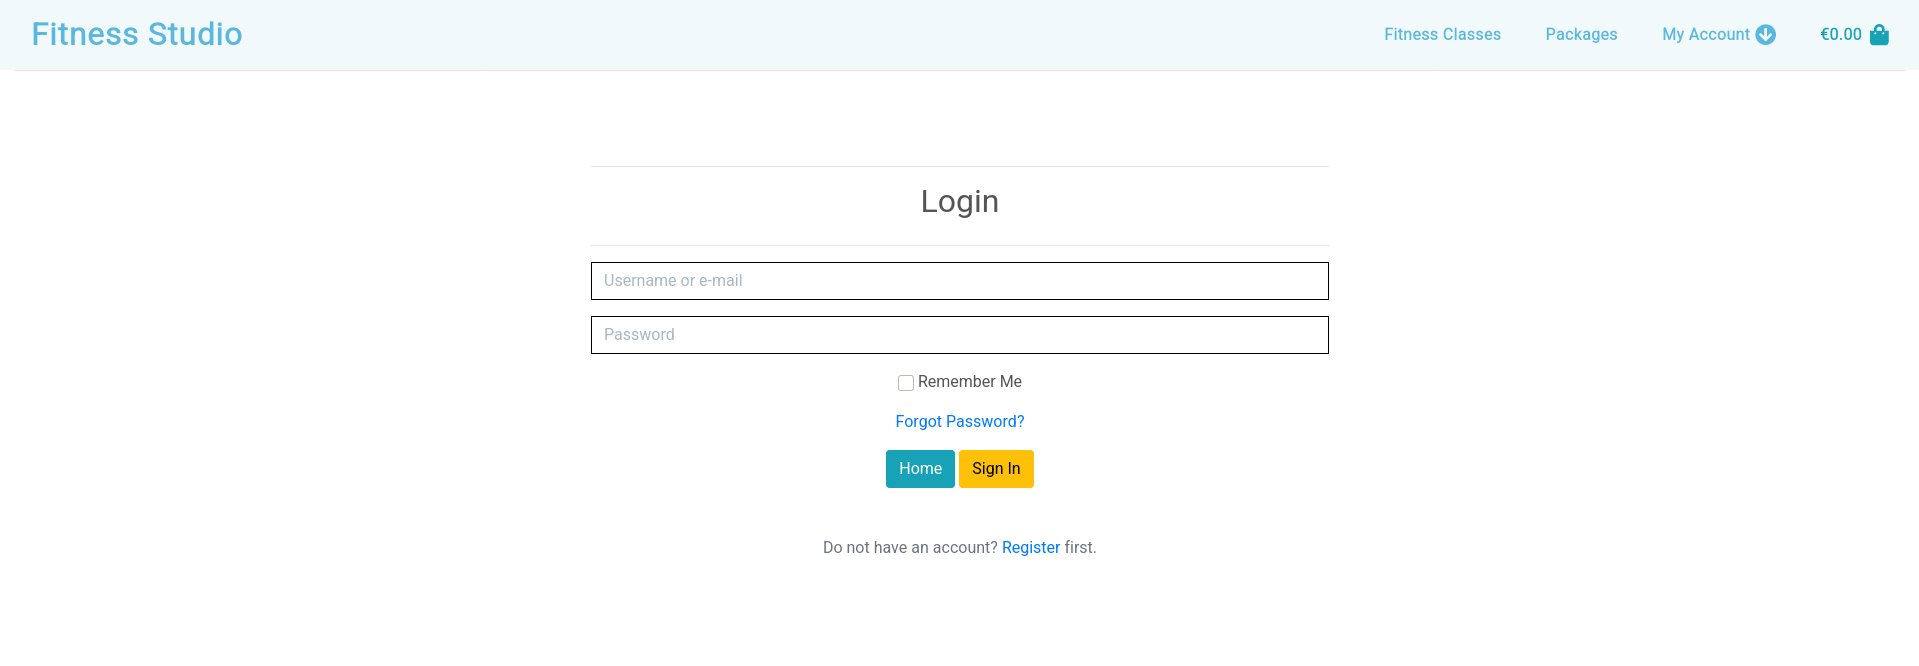 Fitness Studio
Fitness Classes Packages My Account €0.00
Login
Username or e-mail
Password
Remember Me
Forgot Password?
Home Sign In
Do not have an account? Register first.